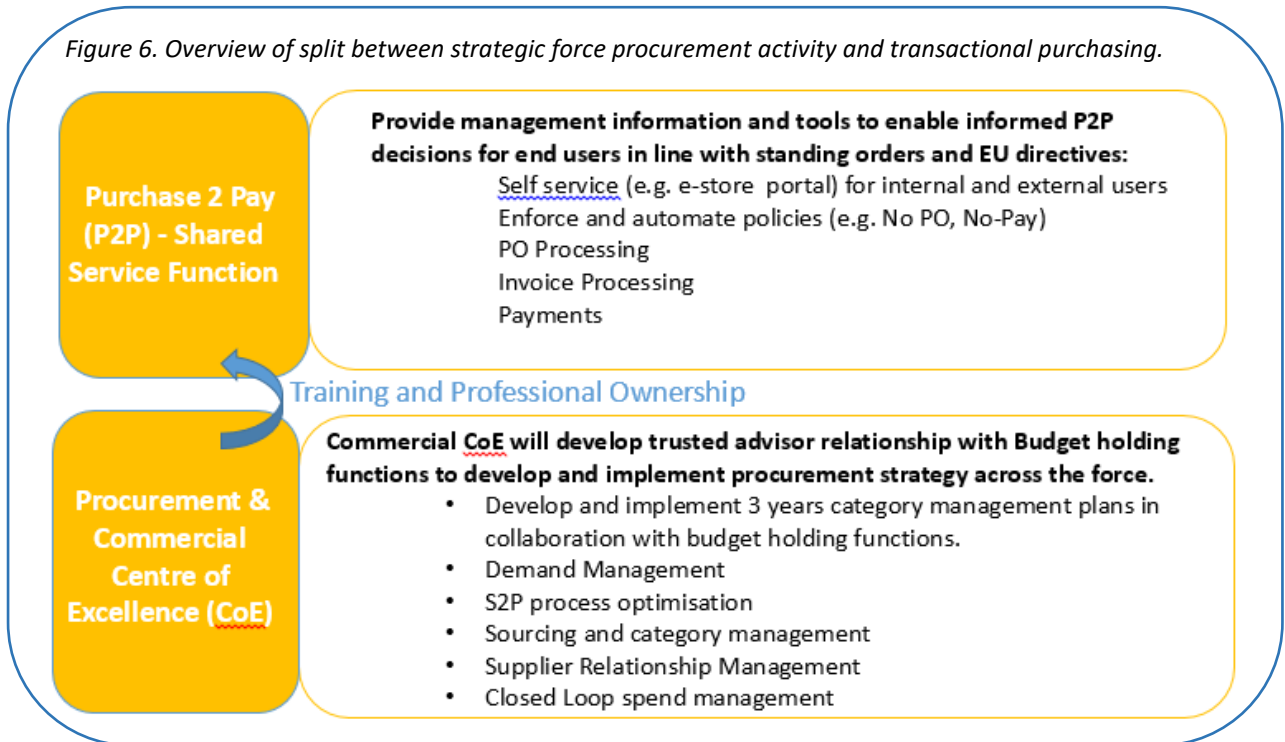 Figure 6. Overview of split between strategic force procurement activity and transactional purchasing.
Purchase 2 Pay
(P2P) - Shared
Service Function
Provide management information and tools to enable informed P2P
decisions for end users in line with standing orders and EU directives:
Self service (e.g. e-store portal) for internal and external users
Enforce and automate policies (e.g. No PO, No-Pay)
PO Processing
Invoice Processing
Payments
Training and Professional Ownership
Procurement &
Commercial
Centre of
Excellence (CoE)
Commercial CoE will develop trusted advisor relationship with Budget holding
functions to develop and implement procurement strategy across the force.
• Develop and implement 3 years category management plans in
collaboration with budget holding functions.
• Demand Management
• S2P process optimisation
• Sourcing and category management
• Supplier Relationship Management
• Closed Loop spend management